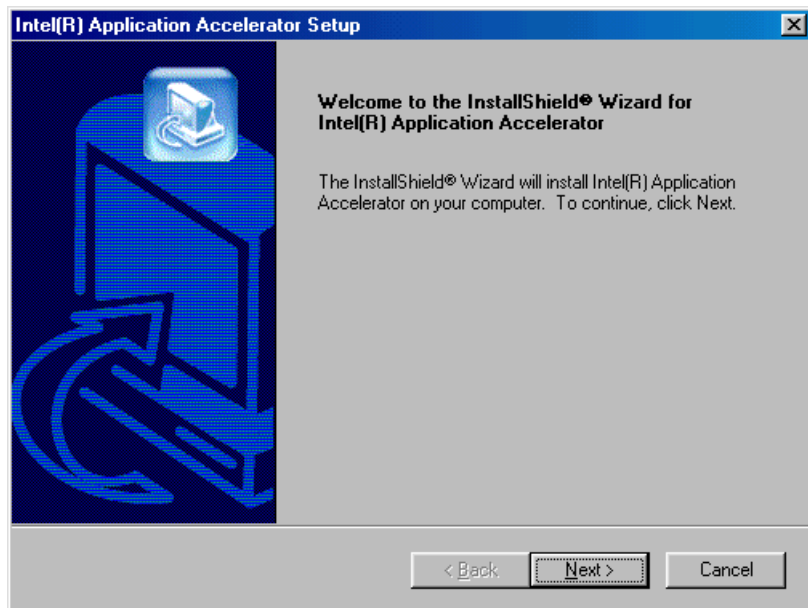 Intel(R) Application Accelerator Setup
Welcome to the InstallShield® Wizard for
Intel(R) Application Accelerator
The InstallShield® Wizard will install Intel(R) Application
Accelerator on your computer.  To continue, click Next.
< Back
Next >
Cancel